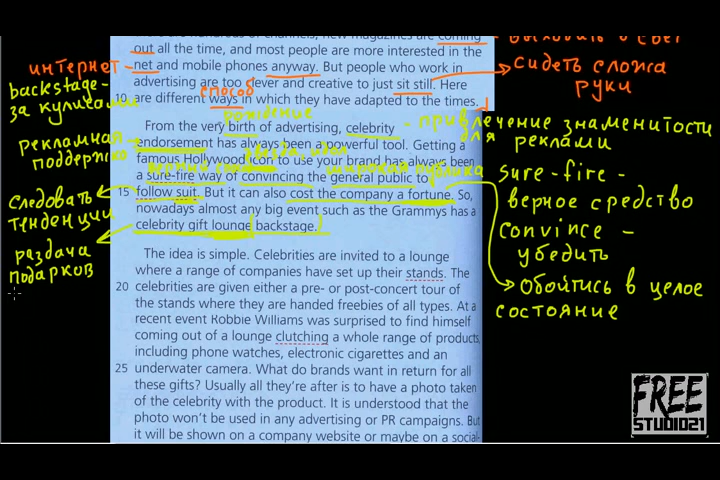 coming выходить в свет
out all the time, and most people are more interested in the
интернет - net and mobile phones anyway. But people who work in
сидеть сложа
руки
backstage-
за кулисами
advertising are too clever and creative to just sit still. Here
способ
10 are different ways in which they have adapted to the times.
рождение
From the very birth of advertising, celebrity - привлечение знаменитости
для
рекламы
рекламная
поддержка
endorsement has always been a powerful tool. Getting a
звезда, идол
famous Hollywood to use your brand has always been
широкая публика
a sure-fire way of convincing the general public to
15 follow suit. But it can also cost the company a fortune. So,
nowadays almost any big event such as the Grammys has a
celebrity gift lounge backstage.
следовать
тенденции
раздача
подарков
sure-fire -
верное средство
convince -
убедить
обойтись в целое
состояние
The idea is simple. Celebrities are invited to a lounge
where a range of companies have set up their stands. The
20 celebrities are given either a pre- or post-concert tour of
the stands where they are handed freebies of all types. At a
recent event Robbie Williams was surprised to find himself
coming out of a lounge clutching a whole range of products
including phone watches, electronic cigarettes and an
25 underwater camera. What do brands want in return for all
these gifts? Usually all they're after is to have a photo taken
of the celebrity with the product. It is understood that the
photo won't be used in any advertising or PR campaigns. But
it will be shown on a company website or maybe on a social-
FREE
STUDIO21